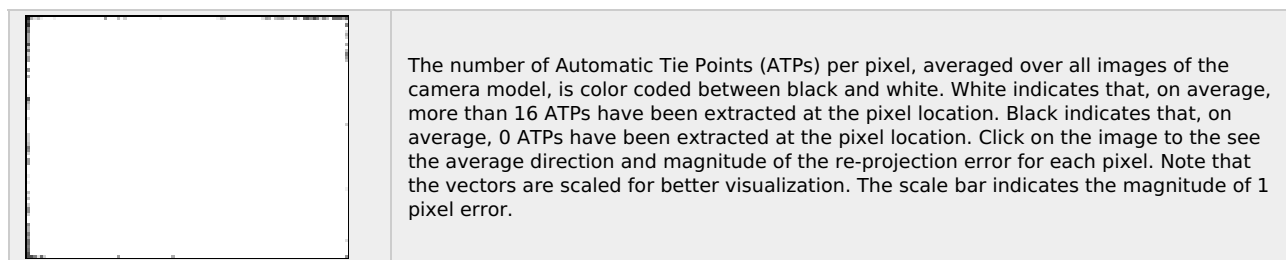 The number of Automatic Tie Points (ATPs) per pixel, averaged over all images of the
camera model, is color coded between black and white. White indicates that, on average,
more than 16 ATPs have been extracted at the pixel location. Black indicates that, on
average, 0 ATPs have been extracted at the pixel location. Click on the image to the see
the average direction and magnitude of the re-projection error for each pixel. Note that
the vectors are scaled for better visualization. The scale bar indicates the magnitude of 1
pixel error.